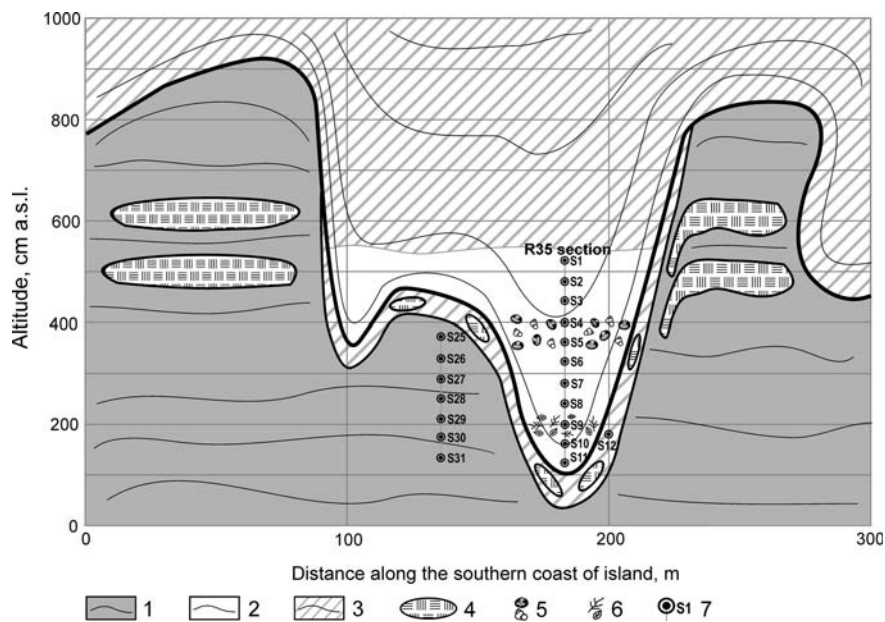 1000
800
600
400
200
0
Altitude, cm a.s.l.
R35 section
S1
S2
S3
S4
S5
S6
S7
S8
S9
S10
S11
S12
S25
S26
S27
S28
S29
S30
S31
0 100 200 300
Distance along the southern coast of island, m
1 2 3 4 5 6 S1 7